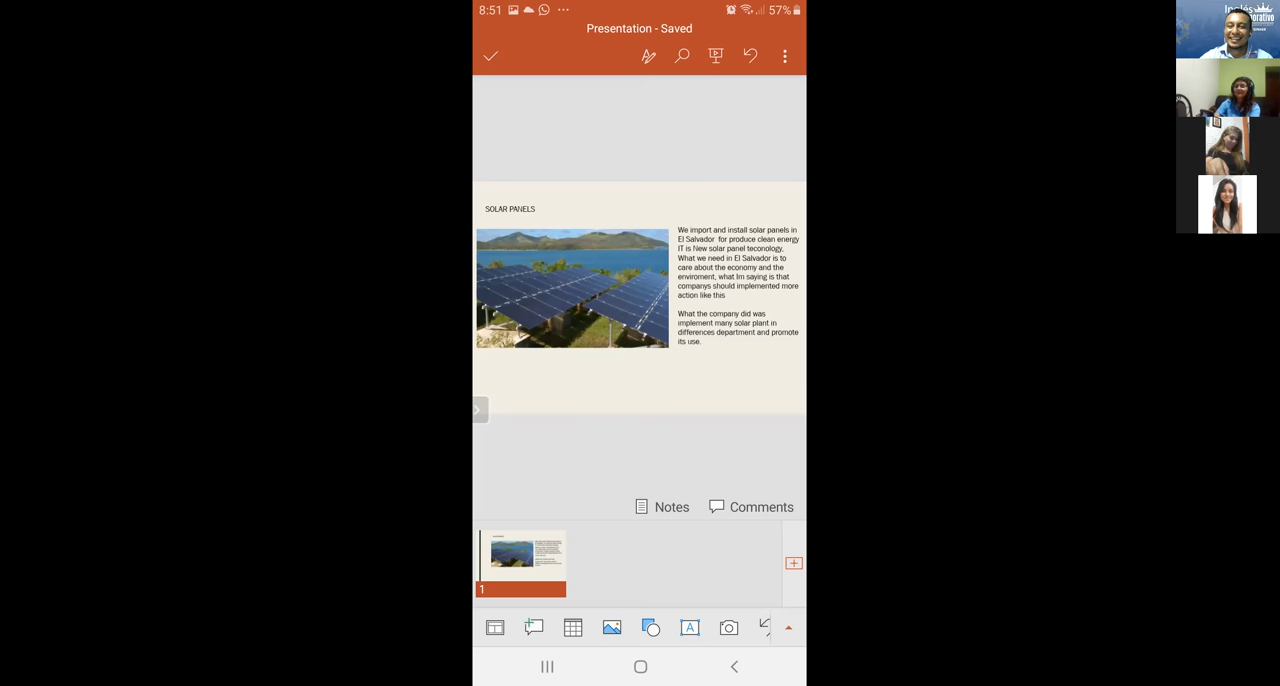 8:51
57%
Presentation - Saved
SOLAR PANELS
We import and install solar panels in
El Salvador for produce clean energy
IT is New solar panel teconology,
What we need in El Salvador is to
care about the economy and the
enviroment, what Im saying is that
companys should implemented more
action like this
What the company did was
implement many solar plant in
differences department and promote
its use.
Notes
Comments
1
A